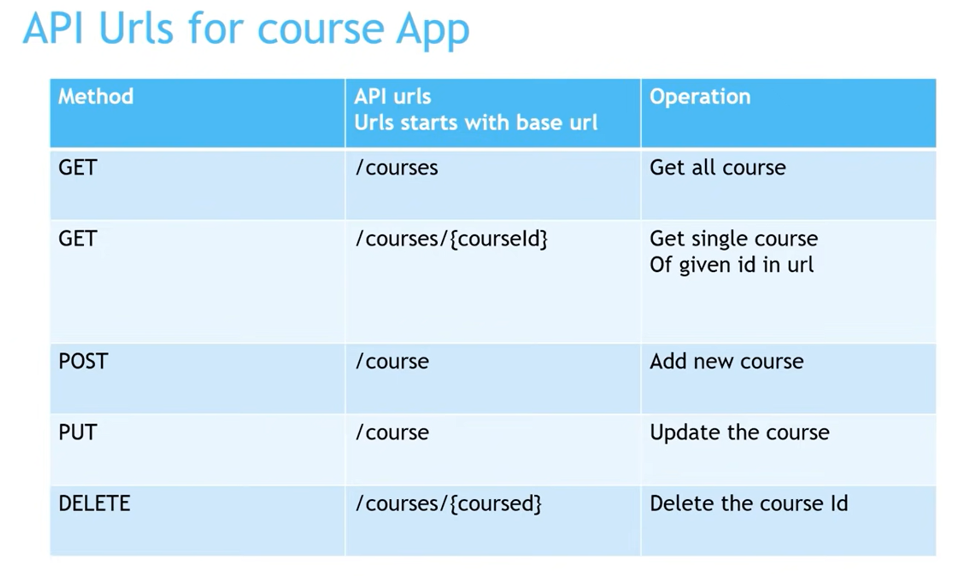 API Urls for course App
Method
API urls
Urls starts with base url
Operation
GET
/courses
Get all course
GET
/courses/{courseId}
Get single course
Of given id in url
POST
/course
Add new course
PUT
/course
Update the course
DELETE
/courses/{coursed}
Delete the course Id